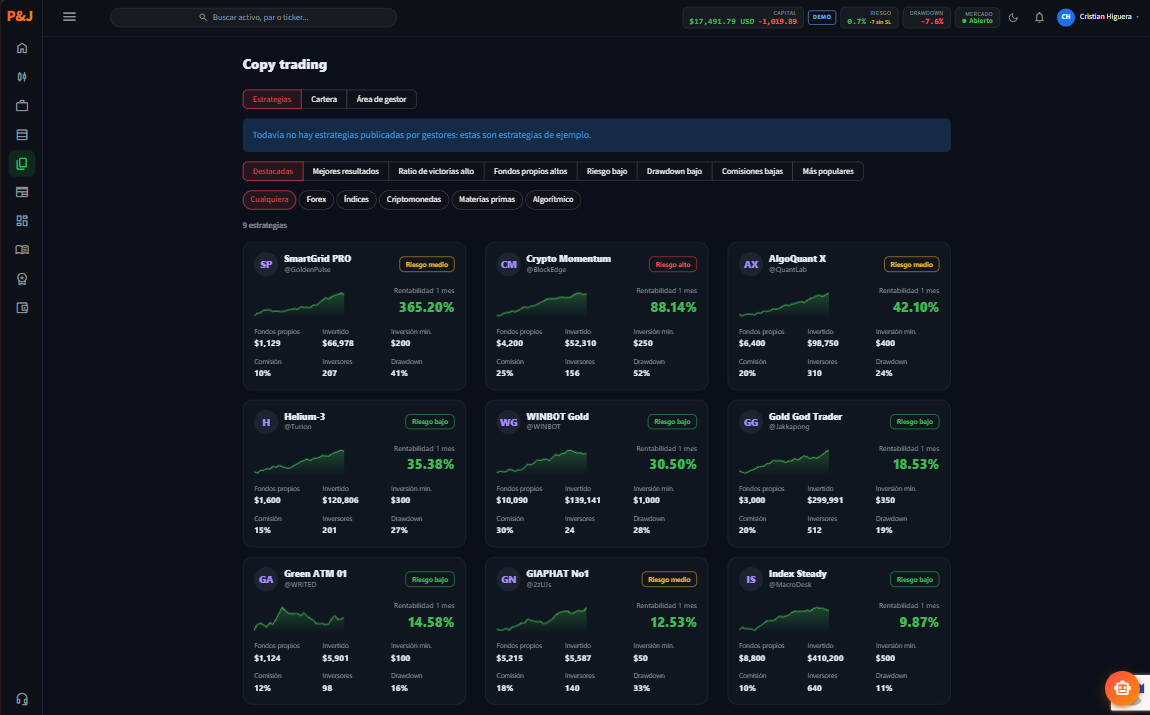 P&J
Buscar activo, par o ticker...
CAPITAL
$17,491.79 USD -1,019.89
DEMO
RIESGO
0.7% -7 sin SL
DRAWDOWN
-7.6%
MERCADO
Abierto
CH
Cristian Higuera
Copy trading
Estrategias
Cartera
Área de gestor
Todavía no hay estrategias publicadas por gestores: estas son estrategias de ejemplo.
Destacadas
Mejores resultados
Ratio de victorias alto
Fondos propios altos
Riesgo bajo
Drawdown bajo
Comisiones bajas
Más populares
Cualquiera
Forex
Índices
Criptomonedas
Materias primas
Algorítmico
9 estrategias
SP
SmartGrid PRO
@GoldenPulse
Riesgo medio
Rentabilidad 1 mes
365.20%
Fondos propios Invertido Inversión mín.
$1,129 $66,978 $200
Comisión Inversores Drawdown
10% 207 41%
CM
Crypto Momentum
@BlockEdge
Riesgo alto
Rentabilidad 1 mes
88.14%
Fondos propios Invertido Inversión mín.
$4,200 $52,310 $250
Comisión Inversores Drawdown
25% 156 52%
AX
AlgoQuant X
@QuantLab
Riesgo medio
Rentabilidad 1 mes
42.10%
Fondos propios Invertido Inversión mín.
$6,400 $98,750 $400
Comisión Inversores Drawdown
20% 310 24%
H
Helium-3
@Turion
Riesgo bajo
Rentabilidad 1 mes
35.38%
Fondos propios Invertido Inversión mín.
$1,600 $120,806 $300
Comisión Inversores Drawdown
15% 201 27%
WG
WINBOT Gold
@WINBOT
Riesgo bajo
Rentabilidad 1 mes
30.50%
Fondos propios Invertido Inversión mín.
$10,090 $139,141 $1,000
Comisión Inversores Drawdown
30% 24 28%
GG
Gold God Trader
@Jakkapong
Riesgo bajo
Rentabilidad 1 mes
18.53%
Fondos propios Invertido Inversión mín.
$3,000 $299,991 $350
Comisión Inversores Drawdown
20% 512 19%
GA
Green ATM 01
@WRITED
Riesgo bajo
Rentabilidad 1 mes
14.58%
Fondos propios Invertido Inversión mín.
$1,124 $5,901 $100
Comisión Inversores Drawdown
12% 98 16%
GN
GIAPHAT No1
@2zUJs
Riesgo medio
Rentabilidad 1 mes
12.53%
Fondos propios Invertido Inversión mín.
$5,215 $5,587 $50
Comisión Inversores Drawdown
18% 140 33%
IS
Index Steady
@MacroDesk
Riesgo bajo
Rentabilidad 1 mes
9.87%
Fondos propios Invertido Inversión mín.
$8,800 $410,200 $500
Comisión Inversores Drawdown
10% 640 11%